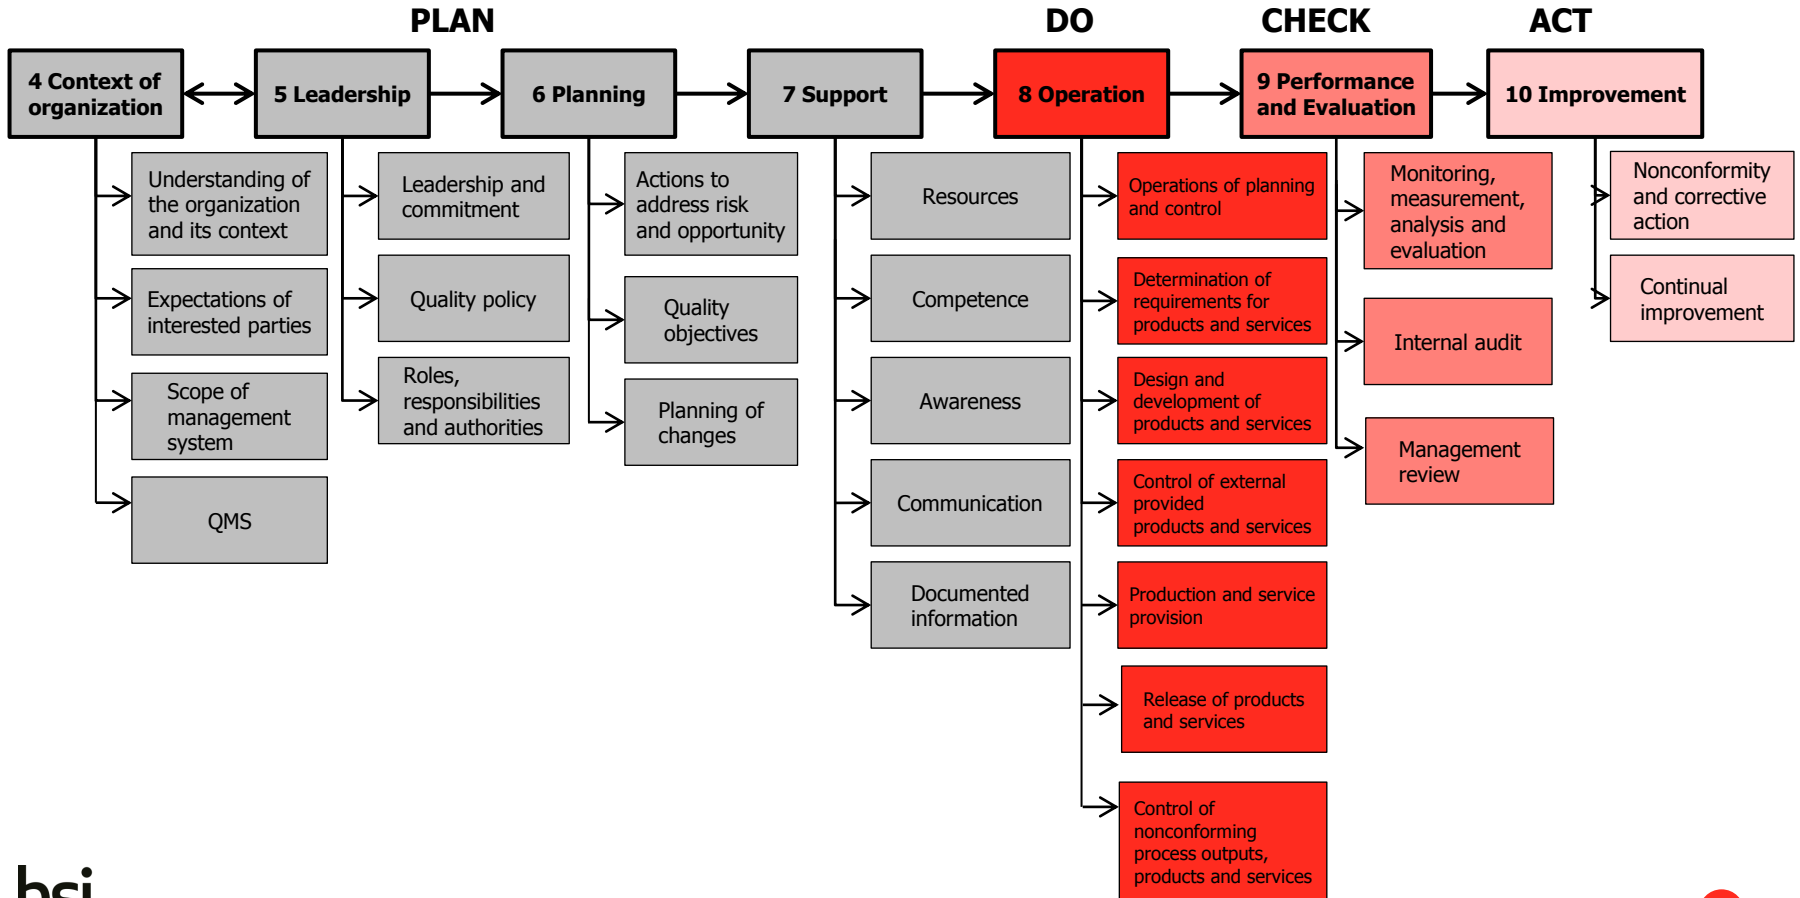 PLAN
DO
CHECK
ACT
4 Context of
organization
5 Leadership
6 Planning
7 Support
8 Operation
9 Performance
and Evaluation
10 Improvement
Understanding of
the organization
and its context
Expectations of
interested parties
Scope of
management
system
QMS
Leadership and
commitment
Quality policy
Roles,
responsibilities
and authorities
Actions to
address risk
and opportunity
Quality
objectives
Planning of
changes
Resources
Competence
Awareness
Communication
Documented
information
Operations of planning
and control
Determination of
requirements for
products and services
Design and
development of
products and services
Control of external
provided
products and services
Production and service
provision
Release of products
and services
Control of
nonconforming
process outputs,
products and services
Monitoring,
measurement,
analysis and
evaluation
Internal audit
Management
review
Nonconformity
and corrective
action
Continual
improvement
bsi